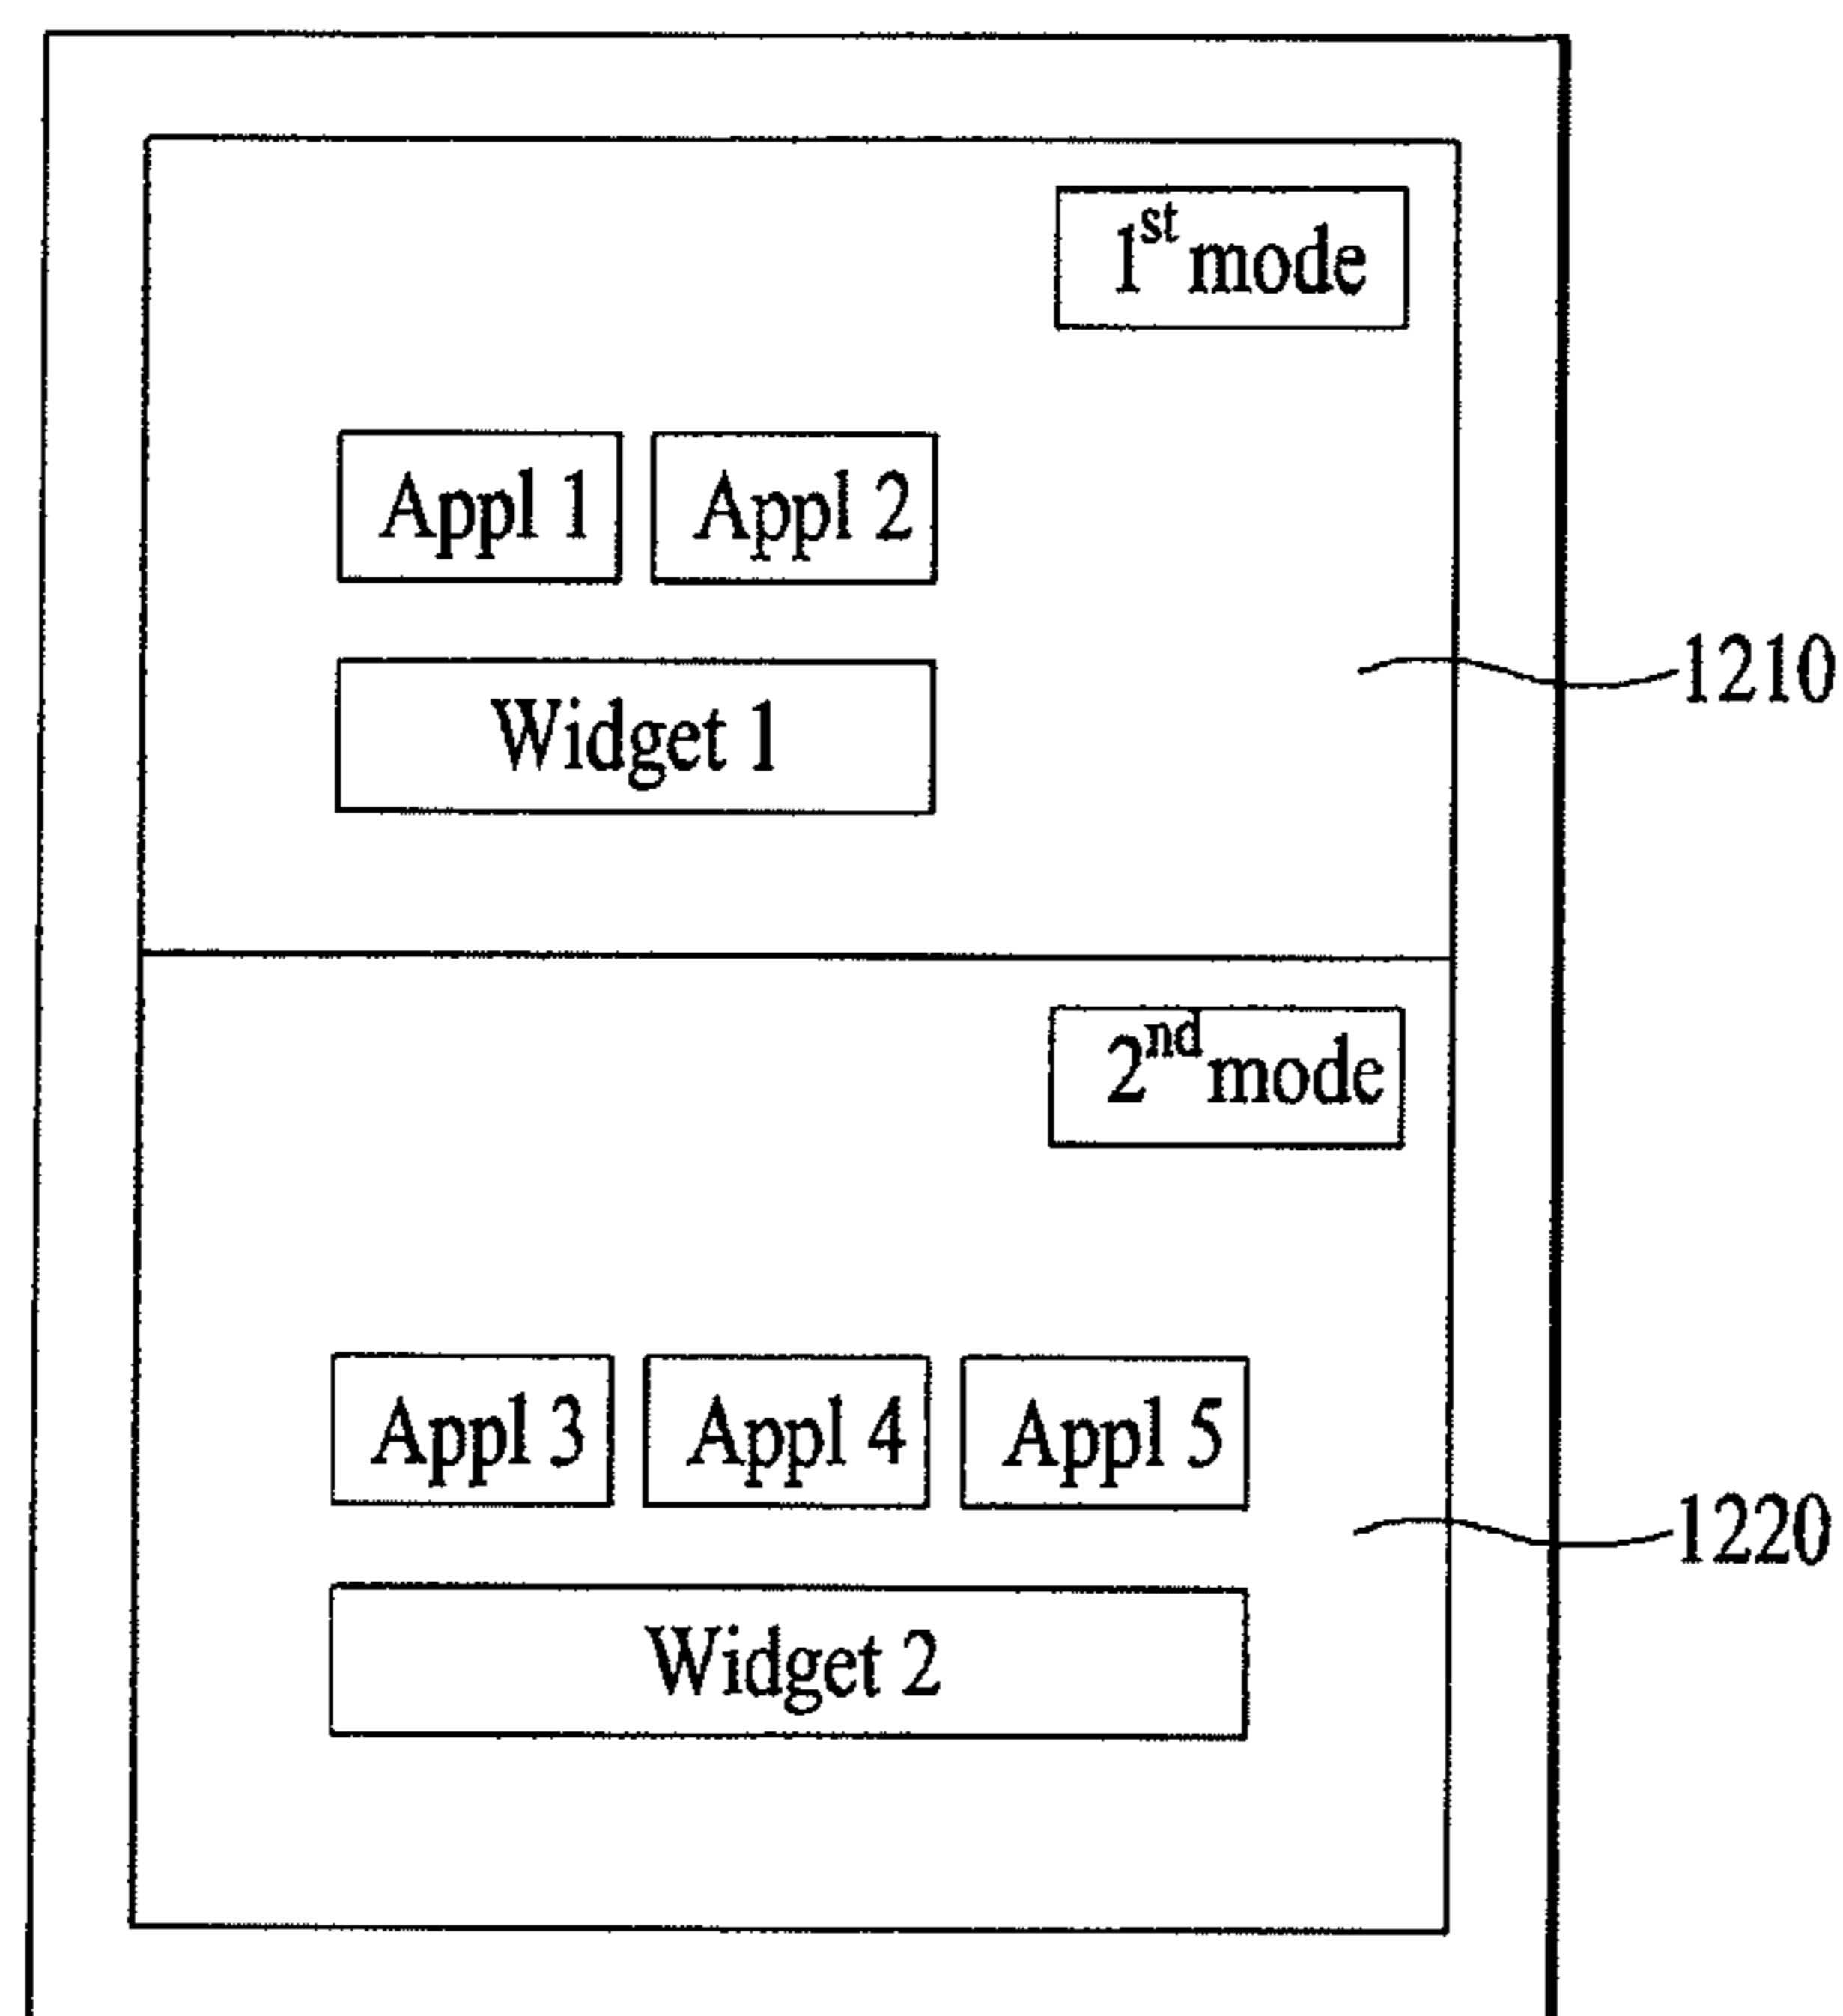 1st mode
Appl 1 Appl 2
1210
Widget 1
2nd mode
Appl 3 Appl 4 Appl 5
1220
Widget 2